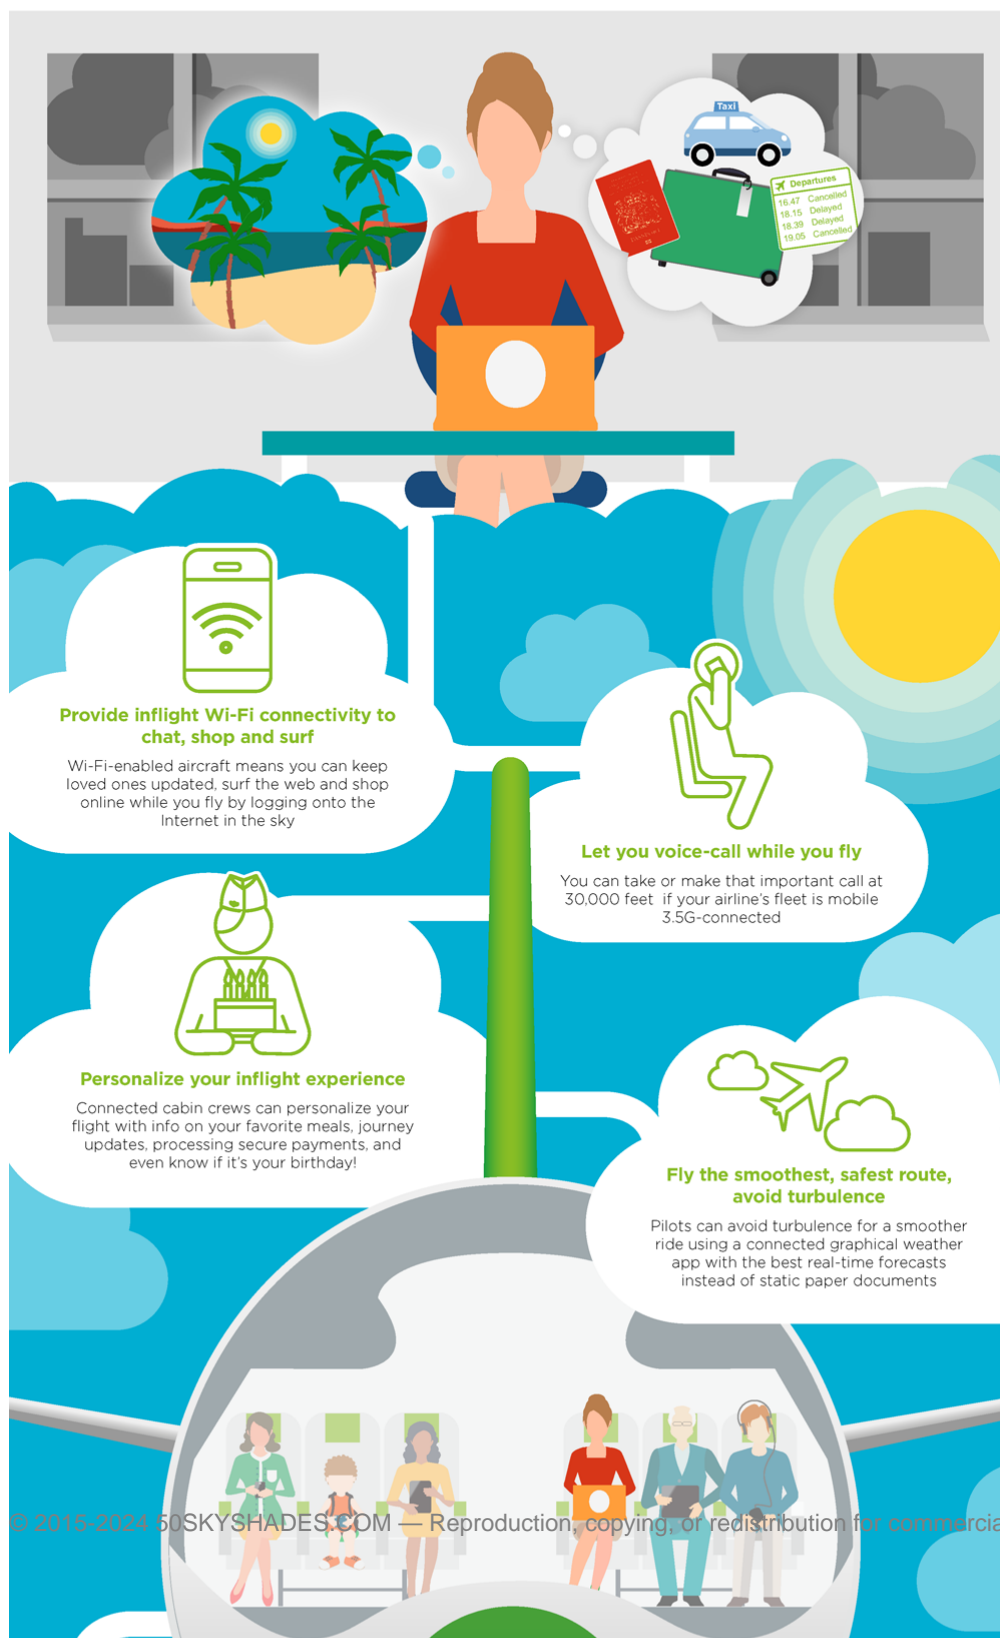 Taxi
Departures
16.47 Cancelled
18.15 Delayed
18.39 Delayed
19.05 Cancelled
Provide inflight Wi-Fi connectivity to
chat, shop and surf
Wi-Fi-enabled aircraft means you can keep
loved ones updated, surf the web and shop
online while you fly by logging onto the
Internet in the sky
Let you voice-call while you fly
You can take or make that important call at
30,000 feet if your airline's fleet is mobile
3.5G-connected
Personalize your inflight experience
Connected cabin crews can personalize your
flight with info on your favorite meals, journey
updates, processing secure payments, and
even know if it's your birthday!
Fly the smoothest, safest route,
avoid turbulence
Pilots can avoid turbulence for a smoother
ride using a connected graphical weather
app with the best real-time forecasts
instead of static paper documents
© 2015-2024 50SKYSHADES.COM — Reproduction, copying, or redistribution for commercia